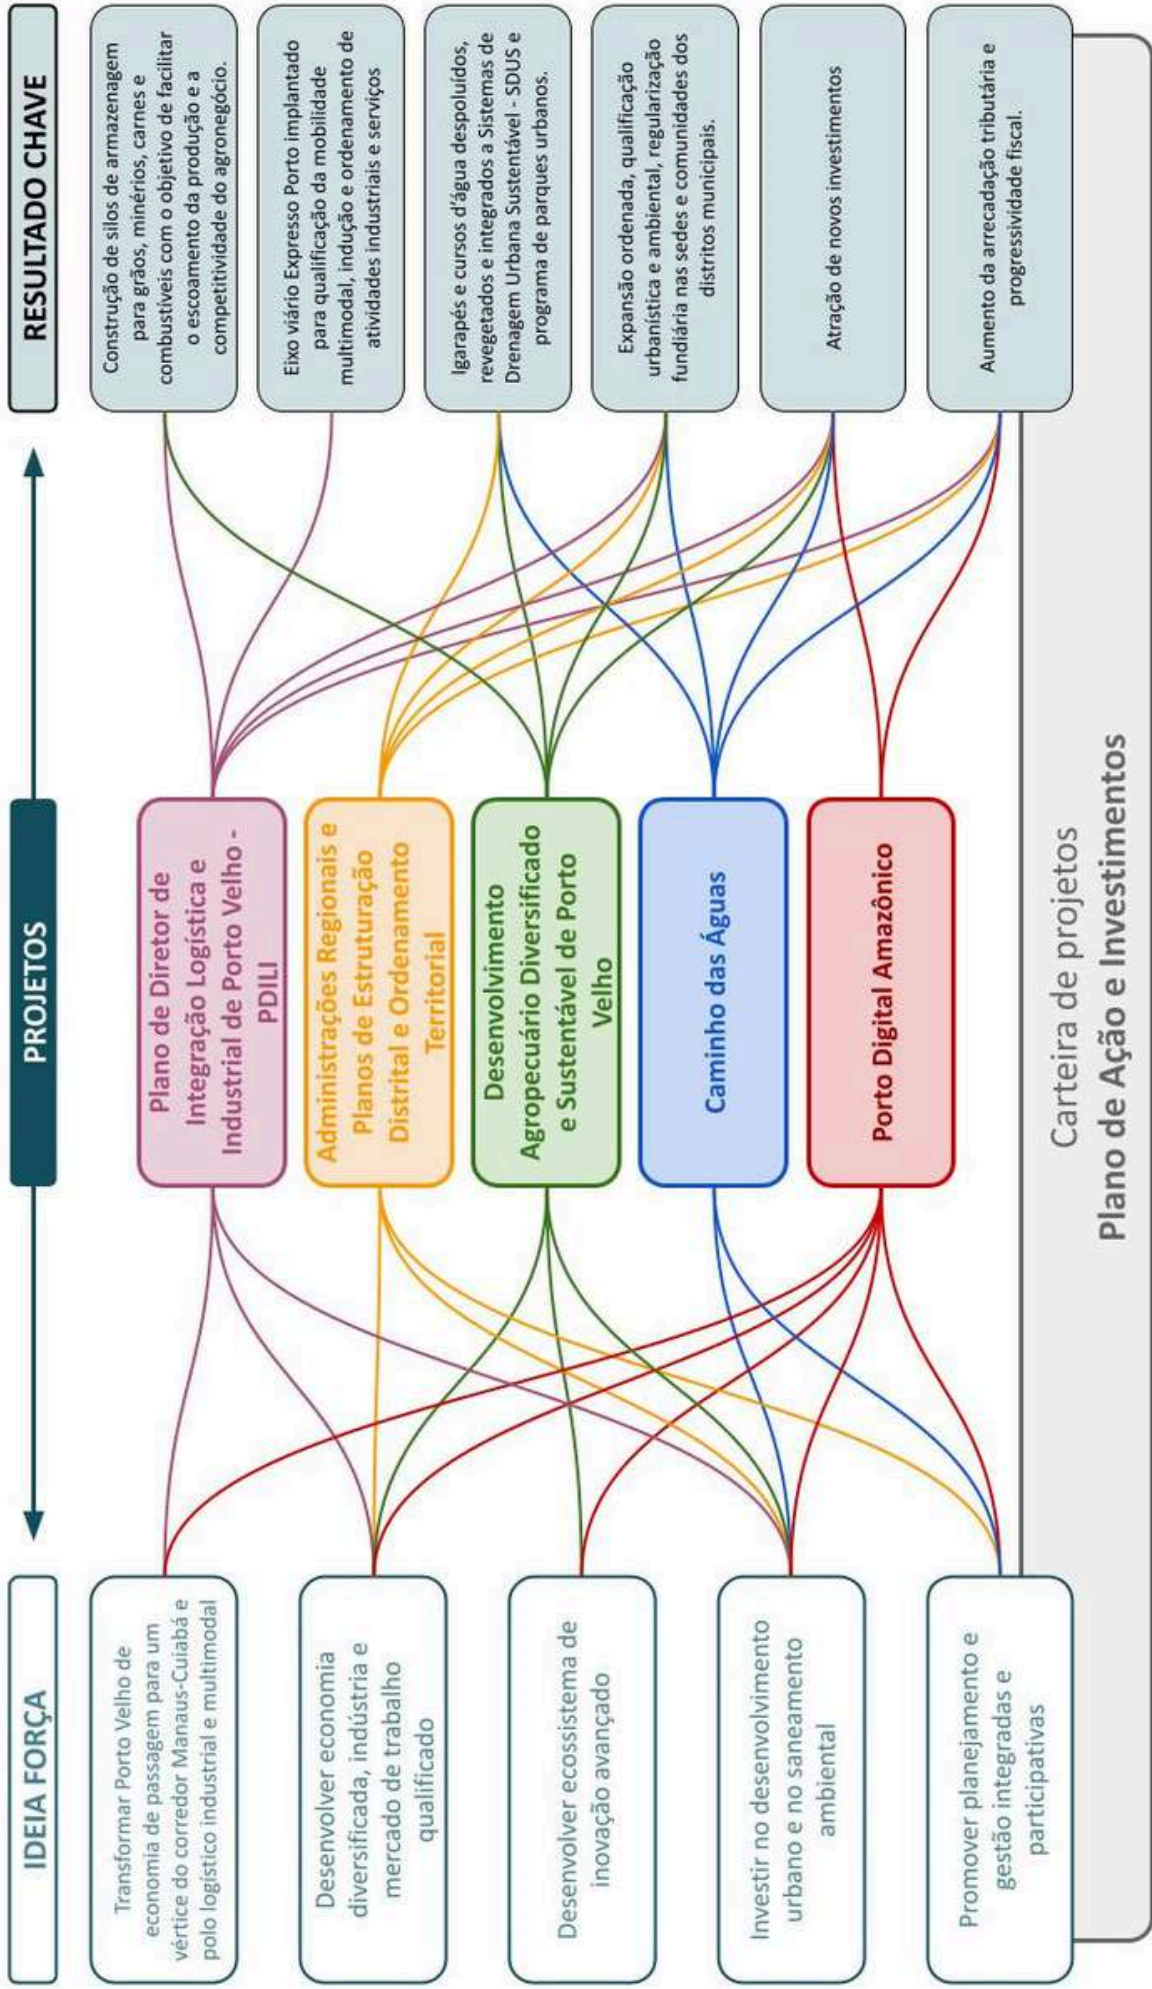 IDEIA FORÇA
PROJETOS
RESULTADO CHAVE
Transformar Porto Velho de
economia de passagem para um
vértice do corredor Manaus-Cuiabá e
polo logístico industrial e multimodal
Desenvolver economia
diversificada, indústria e
mercado de trabalho
qualificado
Desenvolver ecossistema de
inovação avançado
Investir no desenvolvimento
urbano e no saneamento
ambiental
Promover planejamento e
gestão integradas e
participativas
Plano de Diretor de
Integração Logística e
Industrial de Porto Velho -
PDILI
Administrações Regionais e
Planos de Estruturação
Distrital e Ordenamento
Territorial
Desenvolvimento
Agropecuário Diversificado
e Sustentável de Porto
Velho
Caminho das Águas
Porto Digital Amazônico
Construção de silos de armazenagem
para grãos, minérios, carnes e
combustíveis com o objetivo de facilitar
o escoamento da produção e a
competitividade do agronegócio.
Eixo viário Expresso Porto implantado
para qualificação da mobilidade
multimodal, indução e ordenamento de
atividades industriais e serviços
Igarapés e cursos d'água despoluídos,
revegetados e integrados a Sistemas de
Drenagem Urbana Sustentável - SDUS e
programa de parques urbanos.
Expansão ordenada, qualificação
urbanística e ambiental, regularização
fundiária nas sedes e comunidades dos
distritos municipais.
Atração de novos investimentos
Aumento da arrecadação tributária e
progressividade fiscal.
Carteira de projetos
Plano de Ação e Investimentos